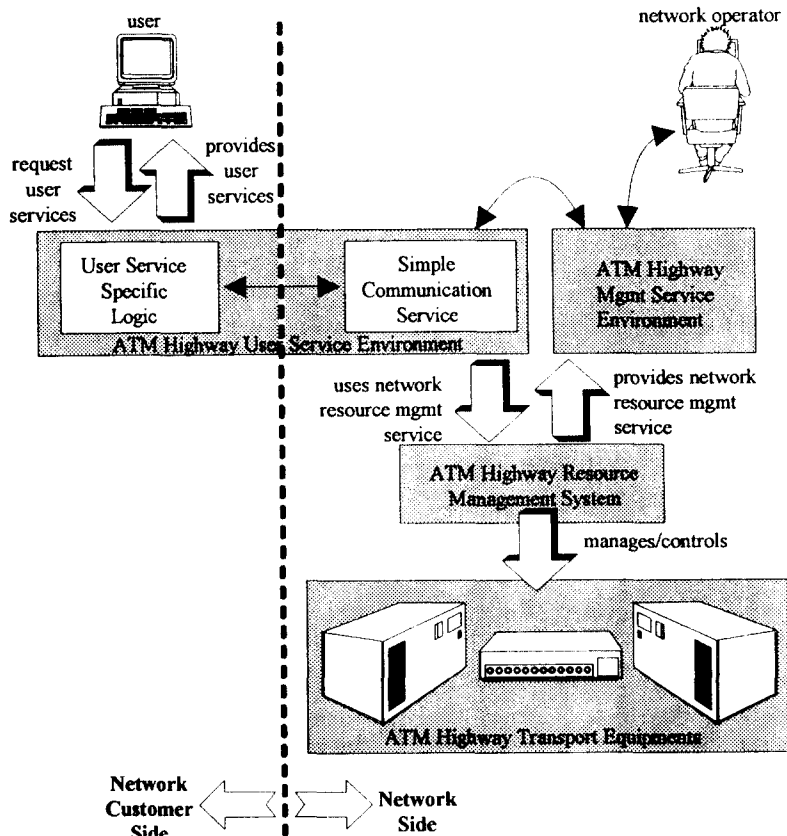 user
network operator
request
user
services
provides
user
services
User Service
Specific
Logic
Simple
Communication
Service
ATM Highway User Service Environment
ATM Highway
Mgmt Service
Environment
uses network
resource mgmt
service
provides network
resource mgmt
service
ATM Highway Resource
Management System
manages/controls
ATM Highway Transport Equipments
Network
Customer
Side
Network
Side